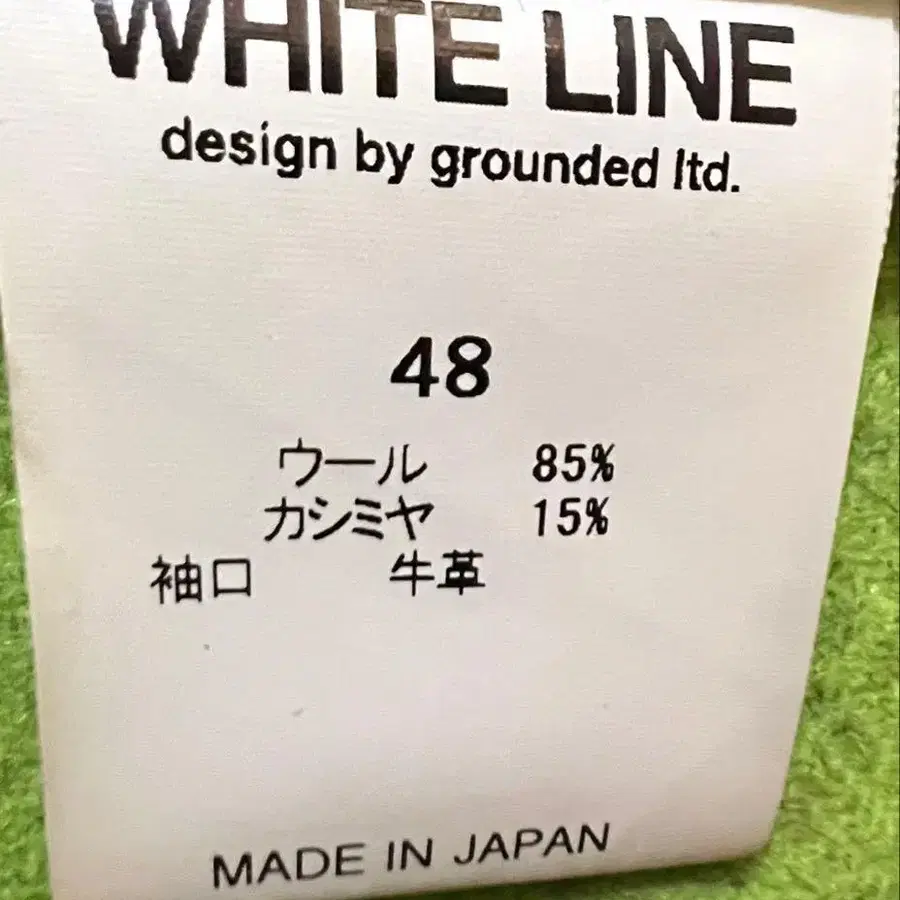 WHITE LINE
design by grounded ltd.
48
ウール 85%
カシミヤ 15%
袖口 牛革
MADE IN JAPAN